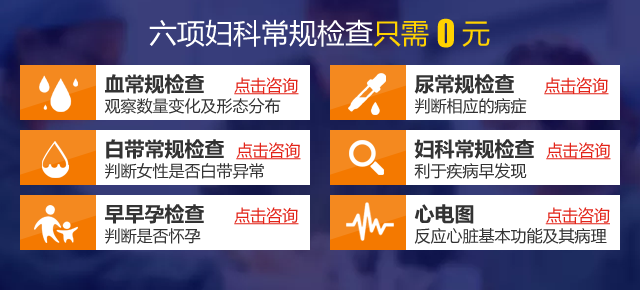 六项妇科常规检查只需0元
血常规检查 点击咨询
观察数量变化及形态分布
尿常规检查 点击咨询
判断相应的病症
白带常规检查 点击咨询
判断女性是否白带异常
妇科常规检查 点击咨询
利于疾病早发现
早早孕检查 点击咨询
判断是否怀孕
心电图 点击咨询
反应心脏基本功能及其病理